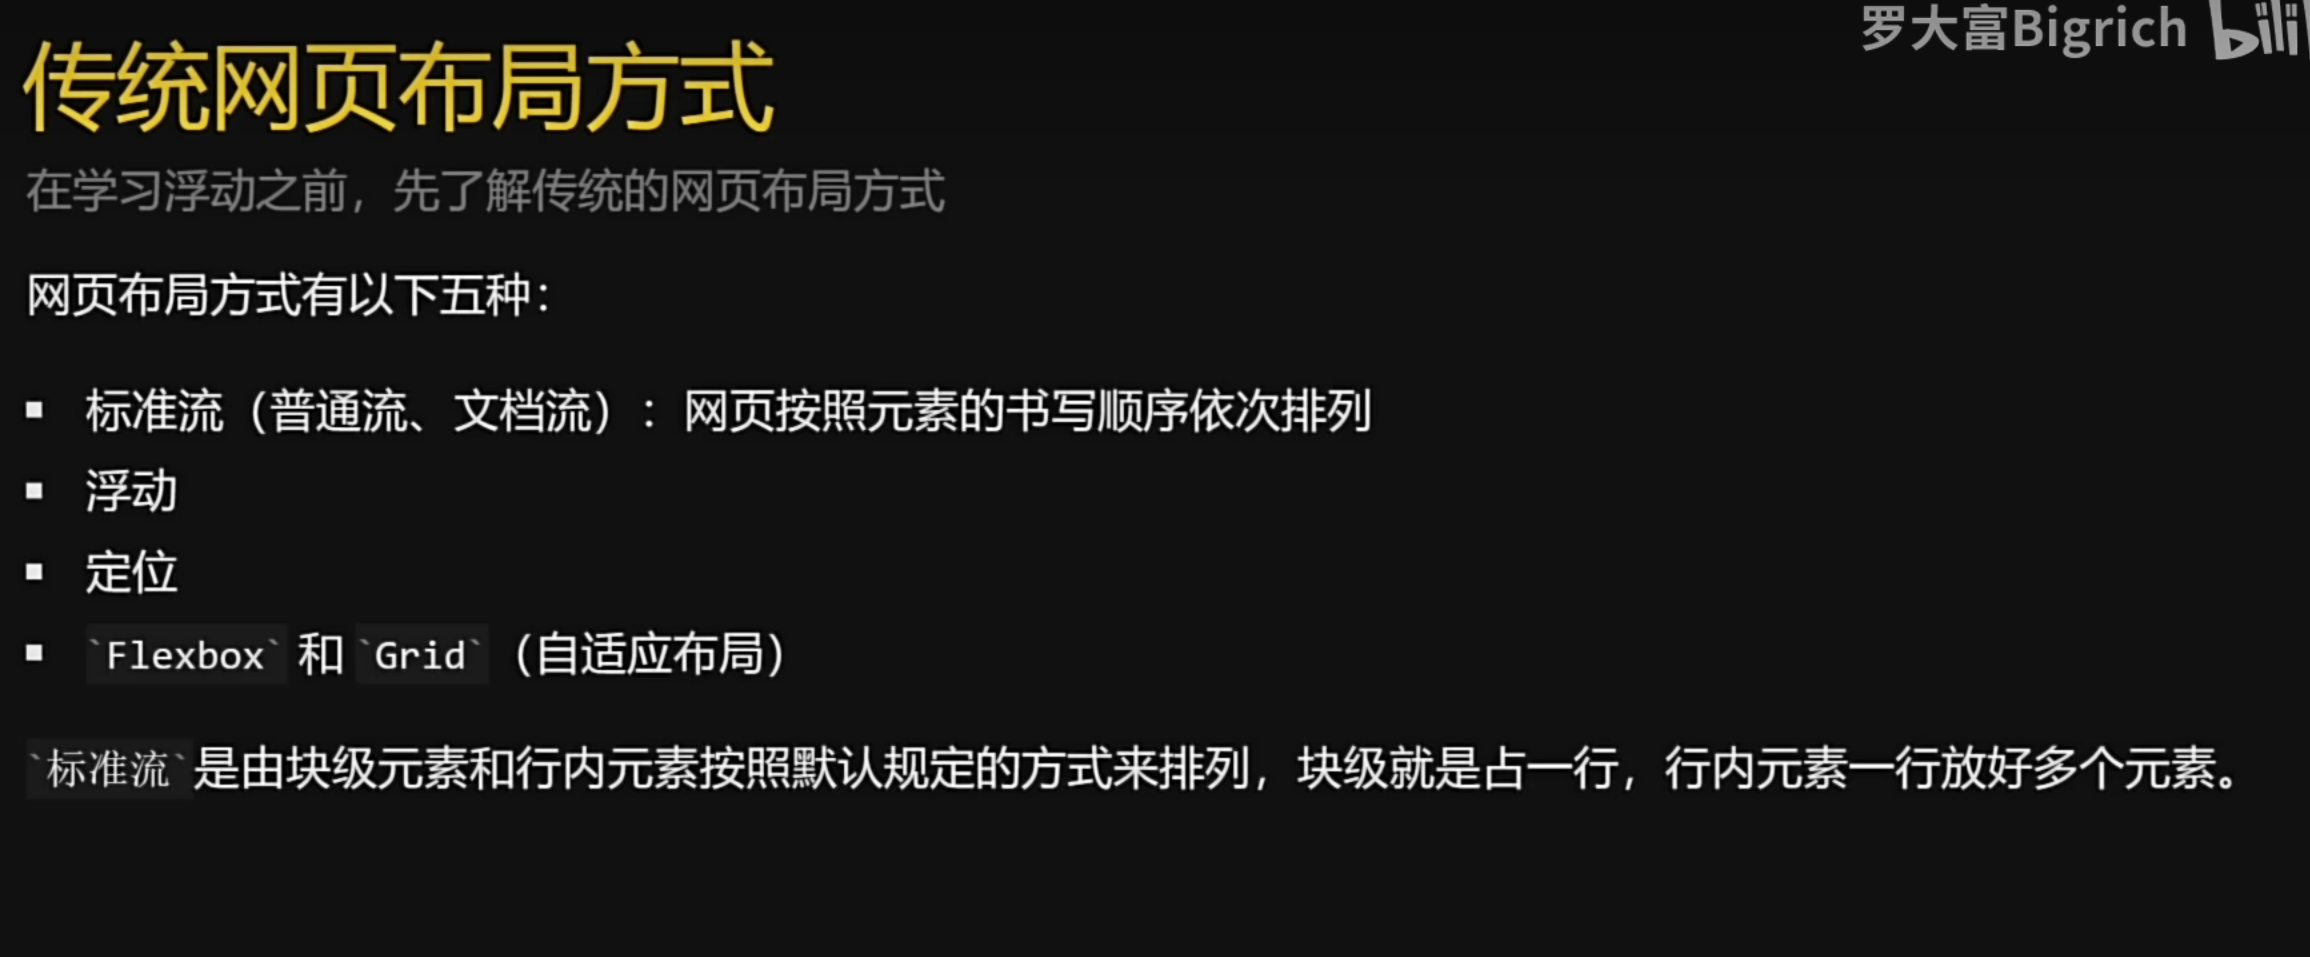 罗大富Bigrich bili
传统网页布局方式
在学习浮动之前，先了解传统的网页布局方式
网页布局方式有以下五种：
▪ 标准流（普通流、文档流）：网页按照元素的书写顺序依次排列
▪ 浮动
▪ 定位
▪ `Flexbox` 和 `Grid` （自适应布局）
`标准流`是由块级元素和行内元素按照默认规定的方式来排列，块级就是占一行，行内元素一行放好多个元素。